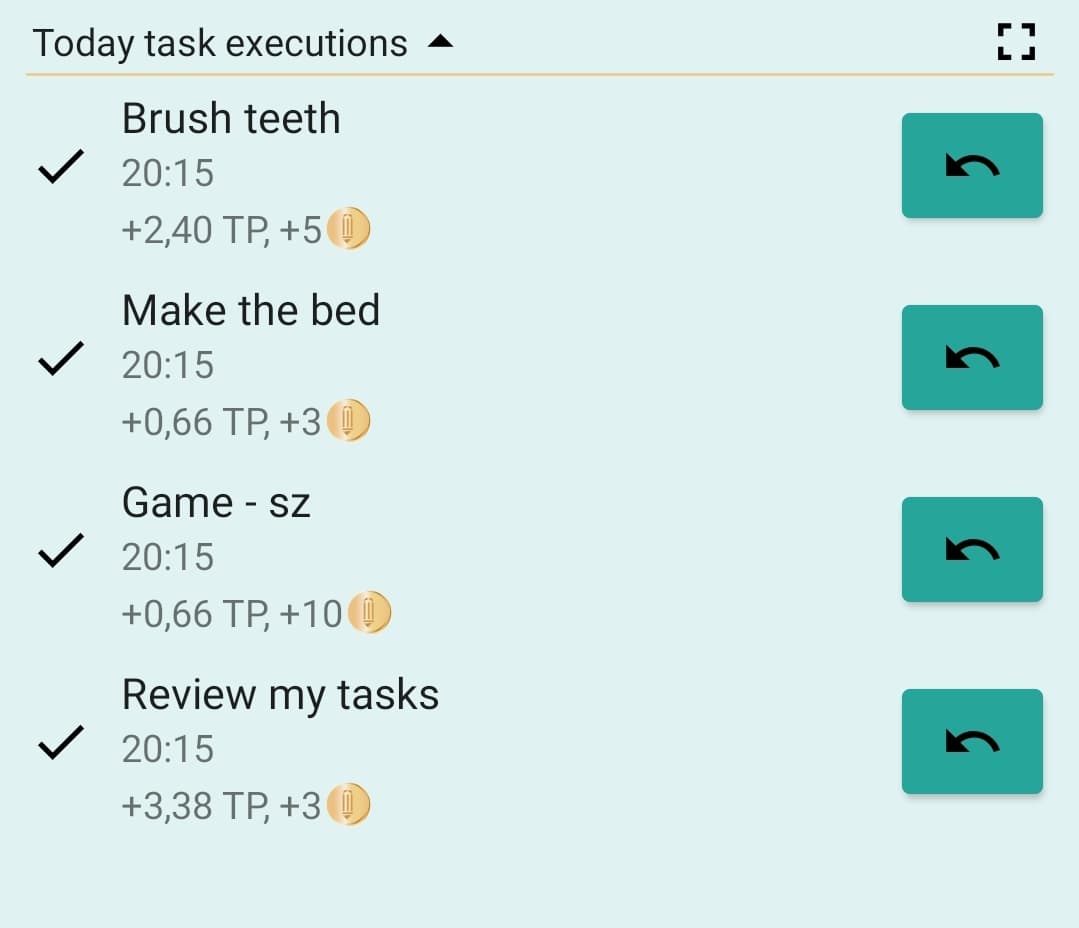 Today task executions
Brush teeth
20:15
+2,40 TP, +5
Make the bed
20:15
+0,66 TP, +3
Game - sz
20:15
+0,66 TP, +10
Review my tasks
20:15
+3,38 TP, +3